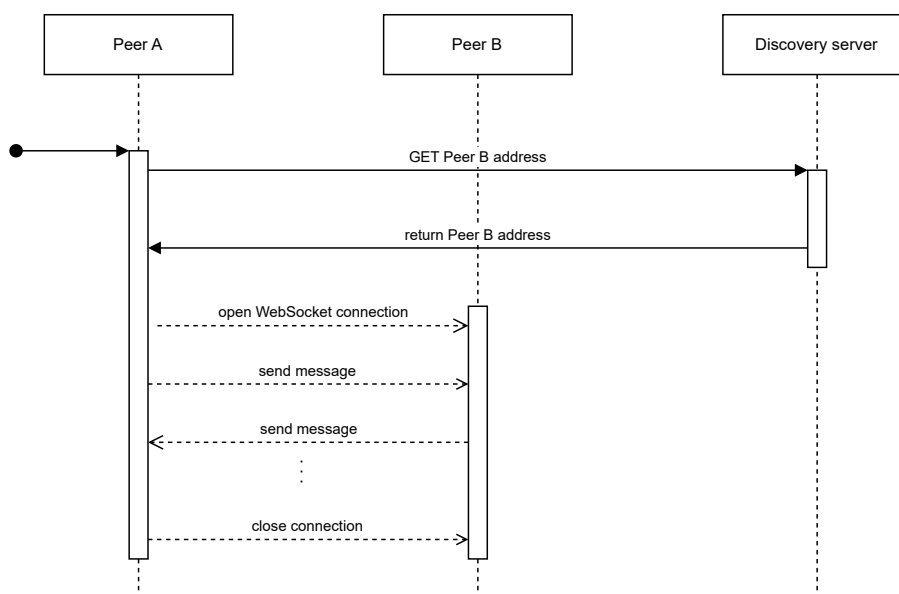 Peer A
Peer B
Discovery server
GET Peer B address
return Peer B address
open WebSocket connection
send message
send message
close connection